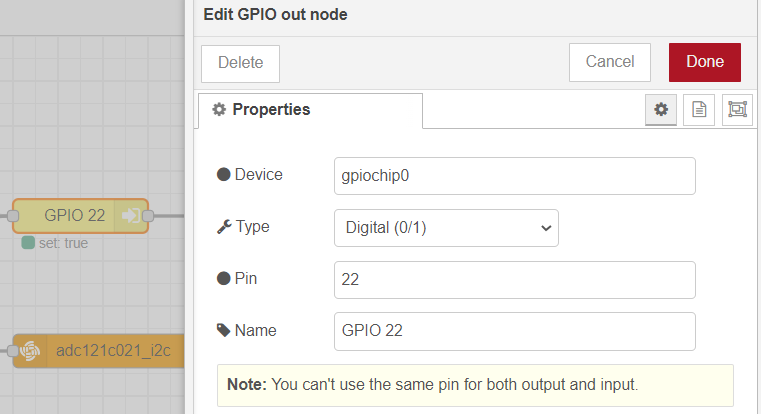 Edit GPIO out node
Delete
Cancel
Done
Properties
Device
gpiochip0
GPIO 22
Type
Digital (0/1)
set: true
Pin
22
Name
GPIO 22
adc121c021_i2c
Note: You can't use the same pin for both output and input.